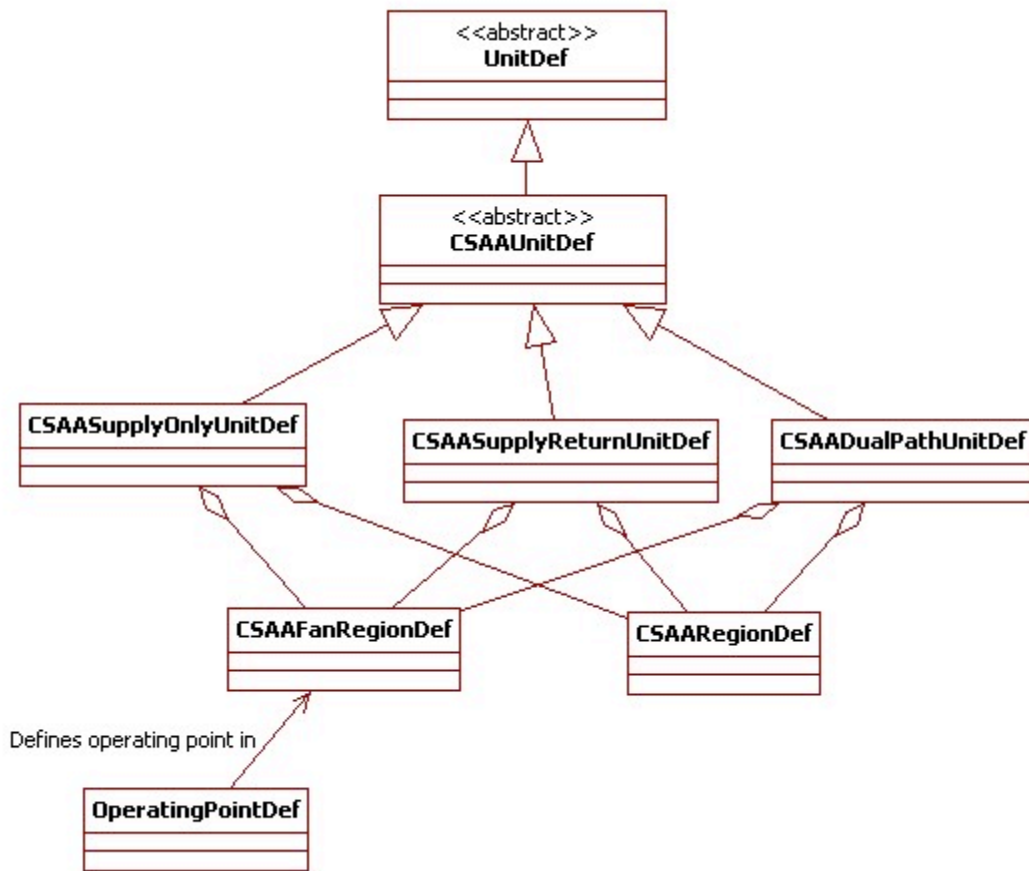 <<abstract>>
UnitDef
<<abstract>>
CSAAUnitDef
CSAASupplyOnlyUnitDef
CSAASupplyReturnUnitDef
CSAADualPathUnitDef
CSAAFanRegionDef
CSAARegionDef
Defines operating point in
OperatingPointDef